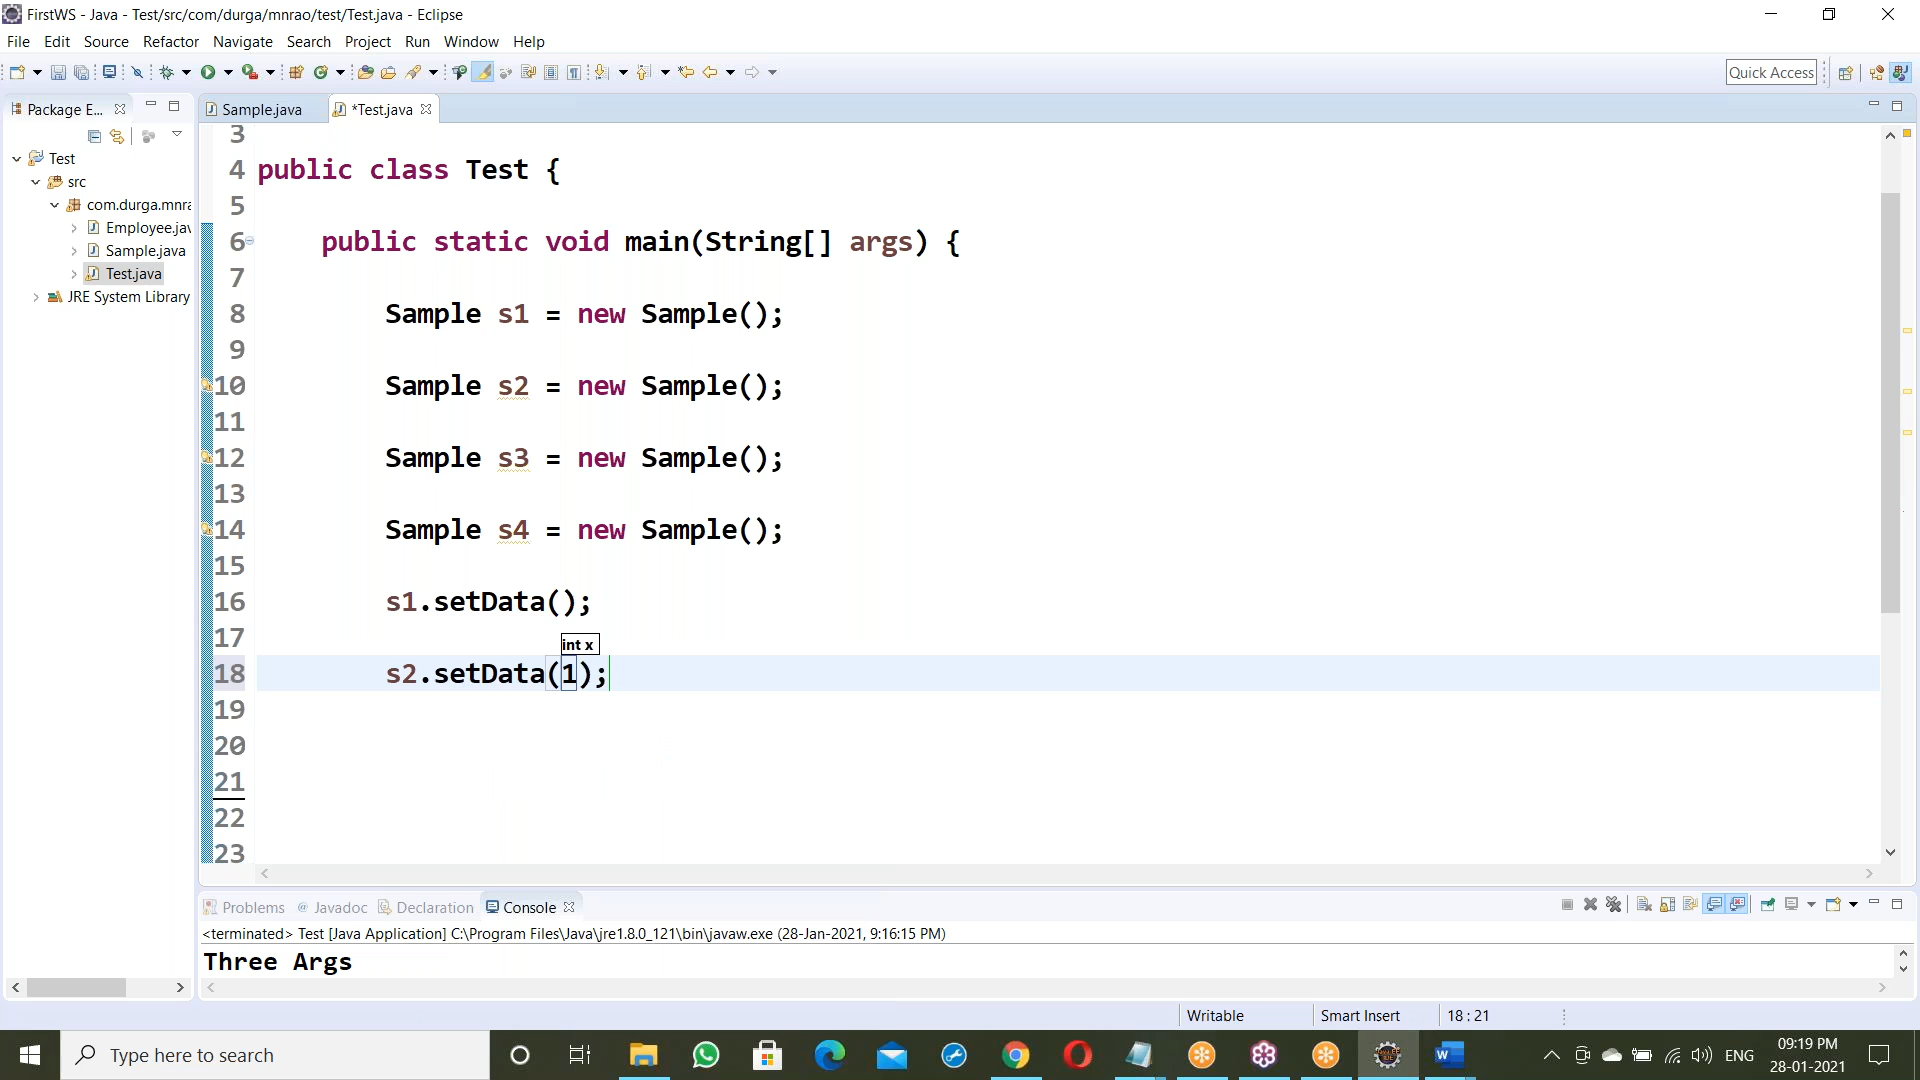 FirstWS - Java - Test/src/com/durga/mnrao/test/Test.java - Eclipse
File Edit Source Refactor Navigate Search Project Run Window Help
Quick Access
Package E...
Sample.java
*Test.java
Test
src
com.durga.mnra
Employee.jav
Sample.java
Test.java
JRE System Library
3
4 public class Test {
5
6 public static void main(String[] args) {
7
8 Sample s1 = new Sample();
9
10 Sample s2 = new Sample();
11
12 Sample s3 = new Sample();
13
14 Sample s4 = new Sample();
15
16 s1.setData();
17
int x
18 s2.setData(1);
19
20
21
22
23
Problems @ Javadoc Declaration Console
<terminated> Test [Java Application] C:\Program Files\Java\jre1.8.0_121\bin\javaw.exe (28-Jan-2021, 9:16:15 PM)
Three Args
Writable Smart Insert 18 : 21
Type here to search
ENG
09:19 PM
28-01-2021